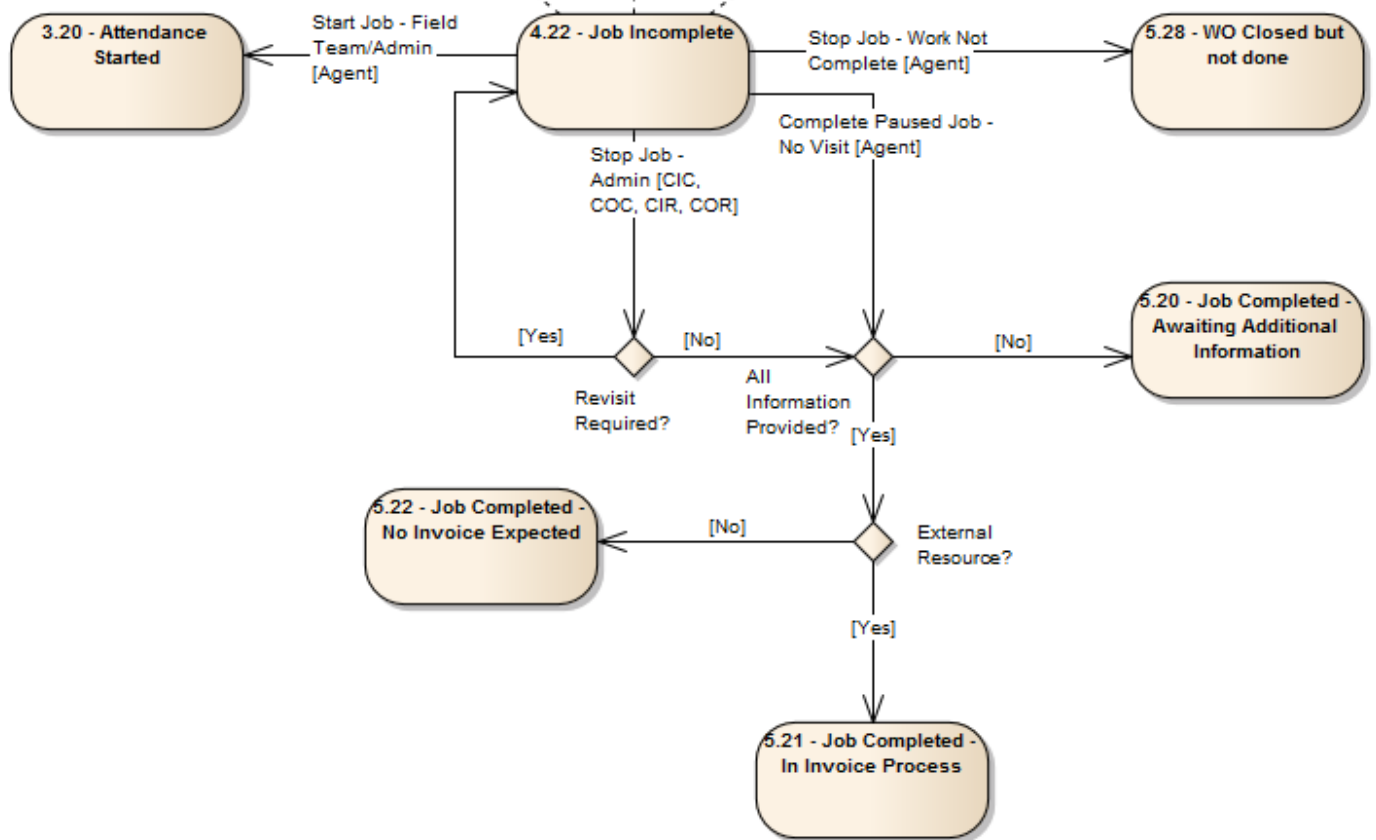 3.20 - Attendance
Started
Start Job - Field
Team/Admin
[Agent]
4.22 - Job Incomplete
Stop Job - Work Not
Complete [Agent]
5.28 - WO Closed but
not done
Complete Paused Job -
No Visit [Agent]
Stop Job -
Admin [CIC,
COC, CIR, COR]
[Yes]
[No]
[No]
Revisit
Required?
All
Information
Provided?
[Yes]
5.20 - Job Completed -
Awaiting Additional
Information
5.22 - Job Completed -
No Invoice Expected
[No]
External
Resource?
[Yes]
5.21 - Job Completed -
In Invoice Process